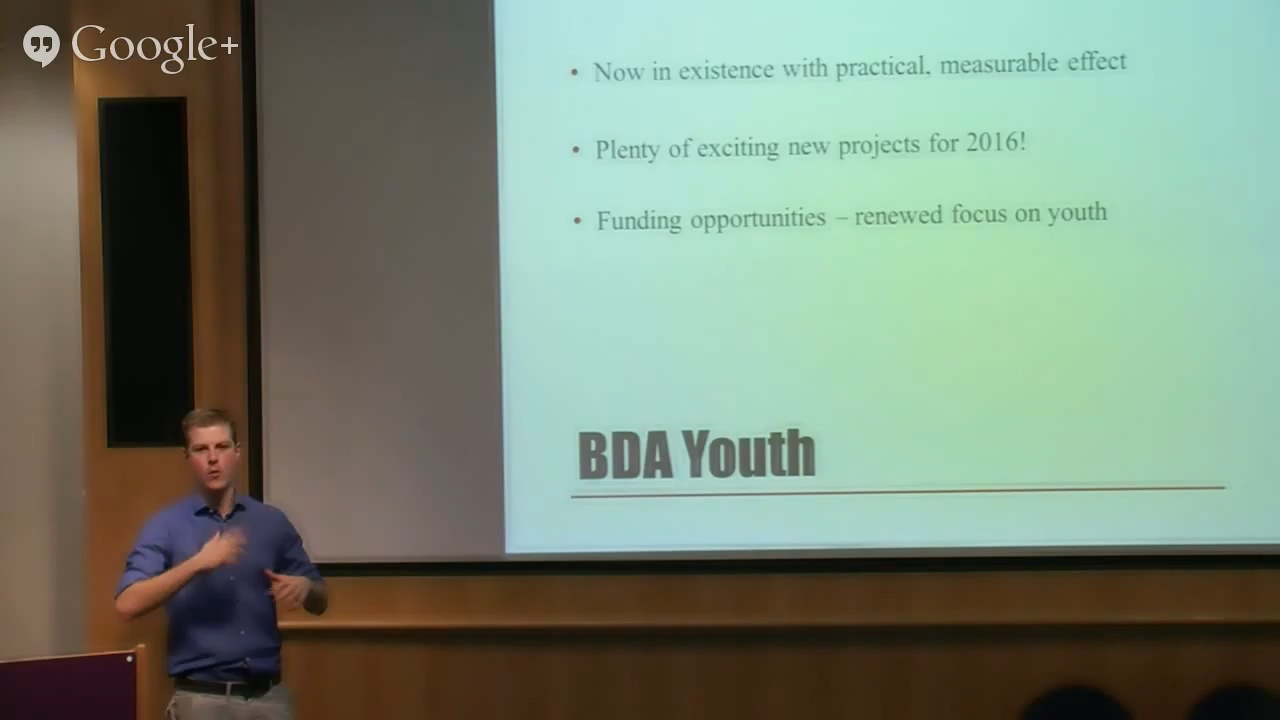 Google+
• Now in existence with practical, measurable effect
• Plenty of exciting new projects for 2016!
• Funding opportunities – renewed focus on youth
BDA Youth